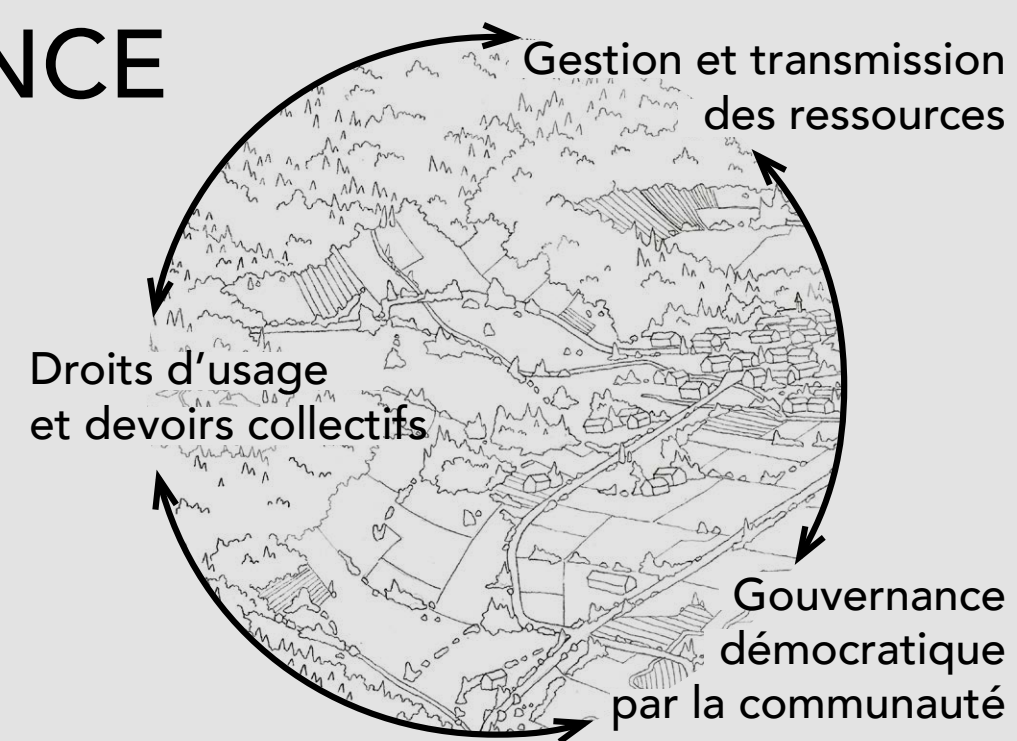 NCE
Gestion et transmission
des ressources
Droits d’usage
et devoirs collectifs
Gouvernance
démocratique
par la communauté